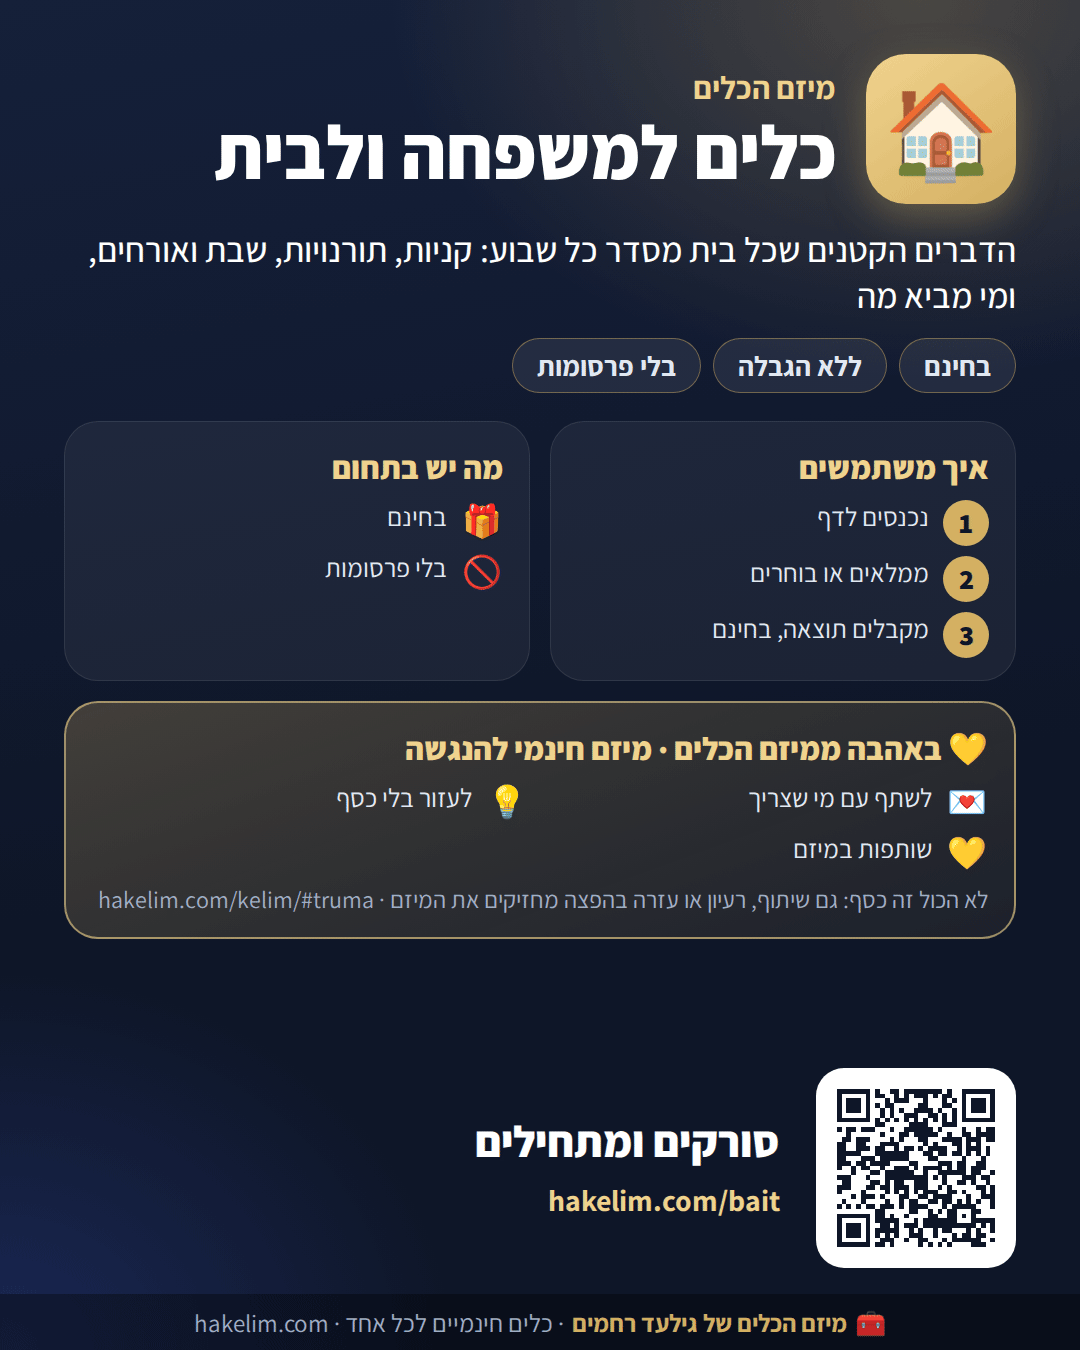 מיזם הכלים
כלים למשפחה ולבית
הדברים הקטנים שכל בית מסדר כל שבוע: קניות, תורנויות, שבת ואורחים,
ומי מביא מה
בחינם
ללא הגבלה
בלי פרסומות
איך משתמשים
1 נכנסים לדף
2 ממלאים או בוחרים
3 מקבלים תוצאה, בחינם
מה יש בתחום
בחינם
בלי פרסומות
באהבה ממיזם הכלים · מיזם חינמי להנגשה
לשתף עם מי שצריך
לעזור בלי כסף
שותפות במיזם
לא הכול זה כסף: גם שיתוף, רעיון או עזרה בהפצה מחזיקים את המיזם · hakelim.com/kelim/#truma
סורקים ומתחילים
hakelim.com/bait
מיזם הכלים של גילעד רחמים · כלים חינמיים לכל אחד · hakelim.com